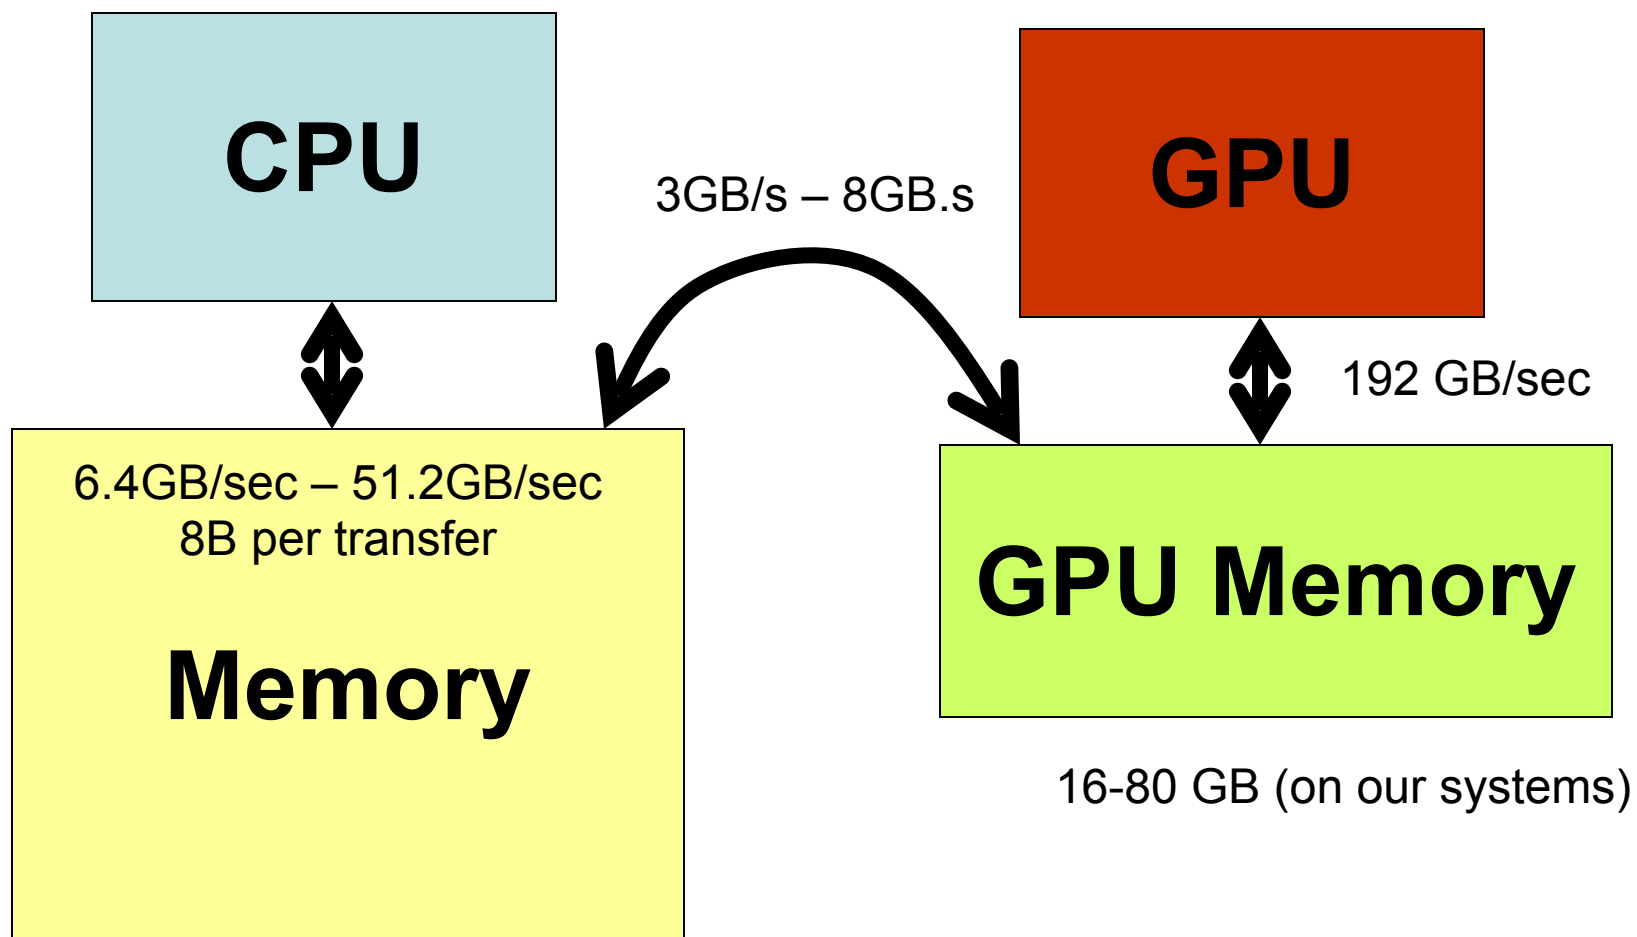 CPU
GPU
3GB/s – 8GB.s
192 GB/sec
6.4GB/sec – 51.2GB/sec
8B per transfer
Memory
GPU Memory
16-80 GB (on our systems)